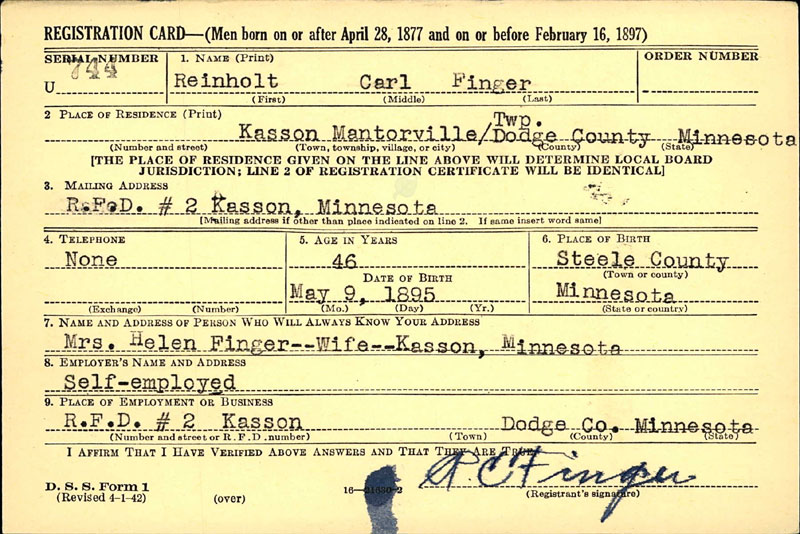 REGISTRATION CARD—(Men born on or after April 28, 1877 and on or before February 16, 1897)
SERIAL NUMBER 1. NAME (Print) ORDER NUMBER
U 744 Reinholt Carl Finger
(First) (Middle) (Last)
2 PLACE OF RESIDENCE (Print)
Kasson Mantorville/Twp. Dodge County Minnesota
(Number and street) (Town, township, village, or city) (County) (State)
[THE PLACE OF RESIDENCE GIVEN ON THE LINE ABOVE WILL DETERMINE LOCAL BOARD
JURISDICTION; LINE 2 OF REGISTRATION CERTIFICATE WILL BE IDENTICAL]
3. MAILING ADDRESS
R.F.D. # 2 Kasson, Minnesota
[Mailing address if other than place indicated on line 2. If same insert word same]
4. TELEPHONE 5. AGE IN YEARS 6. PLACE OF BIRTH
None 46 Steele County
(Town or county)
DATE OF BIRTH
May 9, 1895 Minnesota
(Exchange) (Number) (Mo.) (Day) (Yr.) (State or country)
7. NAME AND ADDRESS OF PERSON WHO WILL ALWAYS KNOW YOUR ADDRESS
Mrs. Helen Finger--Wife--Kasson, Minnesota
8. EMPLOYER'S NAME AND ADDRESS
Self-employed
9. PLACE OF EMPLOYMENT OR BUSINESS
R.F.D. # 2 Kasson Dodge Co. Minnesota
(Number and street or R. F. D. number) (Town) (County) (State)
I AFFIRM THAT I HAVE VERIFIED ABOVE ANSWERS AND THAT THEY ARE TRUE.
R. C Finger
D. S. S. Form 1
(Revised 4-1-42) (over) 16—21630-2 (Registrant's signature)